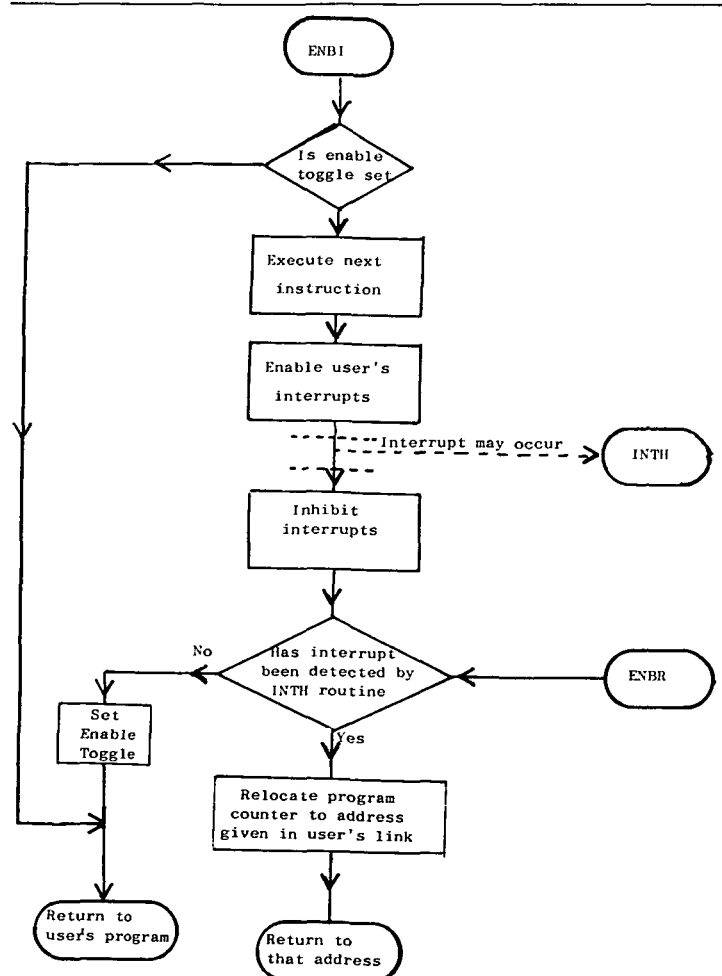 ENBI
Is enable
toggle set
Execute next
instruction
Enable user's
interrupts
Interrupt may occur
INTH
Inhibit
interrupts
No
Has interrupt
been detected by
INTH routine
ENBR
Set
Enable
Toggle
Yes
Relocate program
counter to address
given in user's link
Return to
user's program
Return to
that address